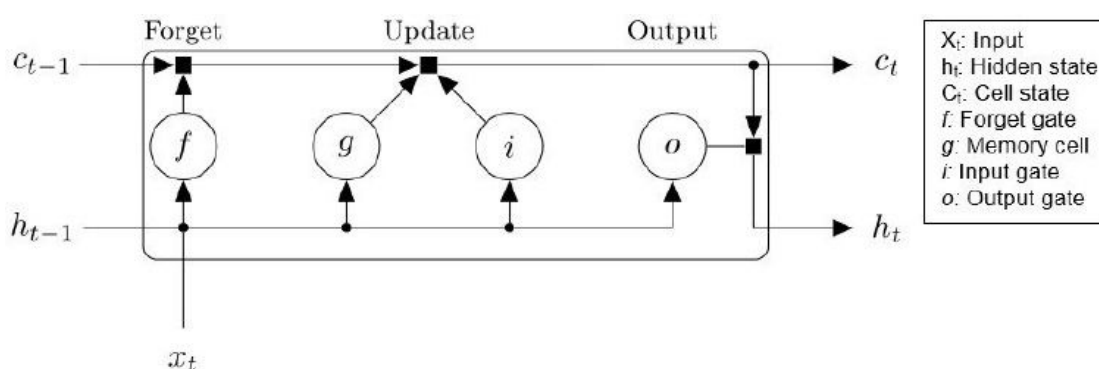 Forget Update Output
c_{t-1} c_t
f g i o
h_{t-1} h_t
x_t
X_t: Input
h_t: Hidden state
C_t: Cell state
f: Forget gate
g: Memory cell
i: Input gate
o: Output gate